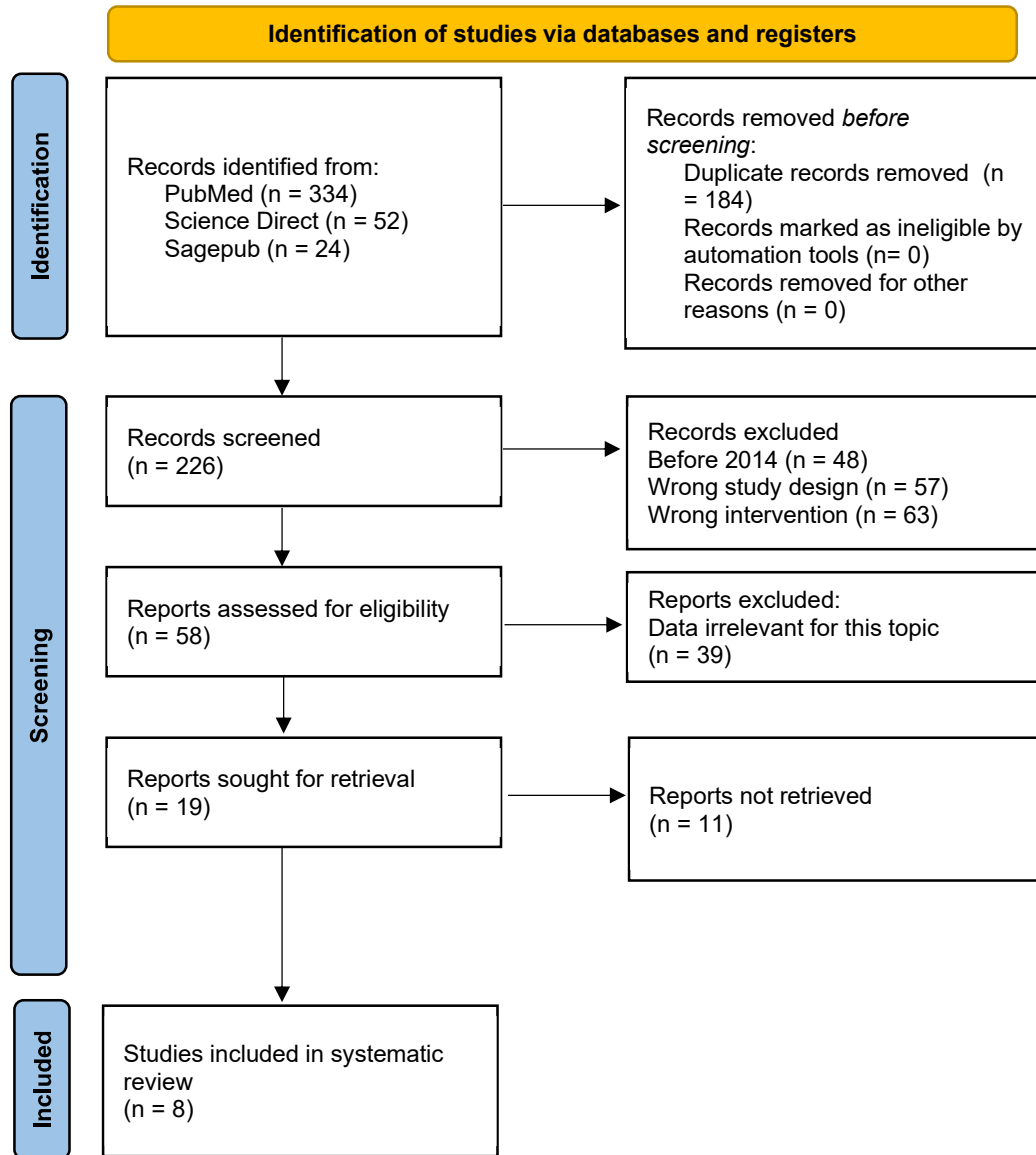 Identification of studies via databases and registers
Identification
Records identified from:
PubMed (n = 334)
Science Direct (n = 52)
Sagepub (n = 24)
Records removed before
screening:
Duplicate records removed (n
= 184)
Records marked as ineligible by
automation tools (n= 0)
Records removed for other
reasons (n = 0)
Screening
Records screened
(n = 226)
Records excluded
Before 2014 (n = 48)
Wrong study design (n = 57)
Wrong intervention (n = 63)
Reports assessed for eligibility
(n = 58)
Reports excluded:
Data irrelevant for this topic
(n = 39)
Reports sought for retrieval
(n = 19)
Reports not retrieved
(n = 11)
Included
Studies included in systematic
review
(n = 8)